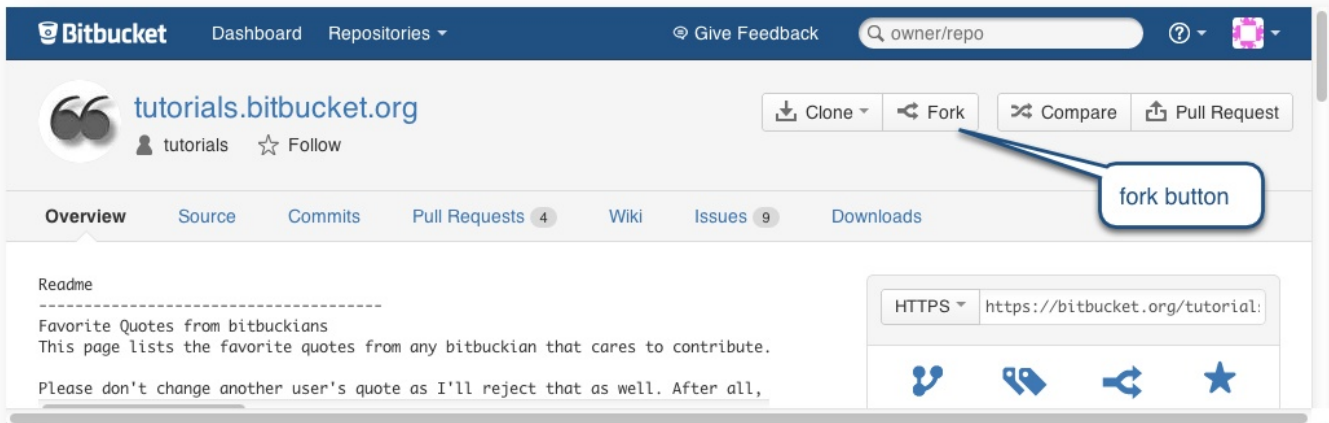 Bitbucket Dashboard Repositories Give Feedback owner/repo
tutorials.bitbucket.org
tutorials Follow
Clone Fork Compare Pull Request
fork button
Overview Source Commits Pull Requests 4 Wiki Issues 9 Downloads
Readme
------------------------------------
Favorite Quotes from bitbuckians
This page lists the favorite quotes from any bitbuckian that cares to contribute.
Please don't change another user's quote as I'll reject that as well. After all,
HTTPS https://bitbucket.org/tutorial